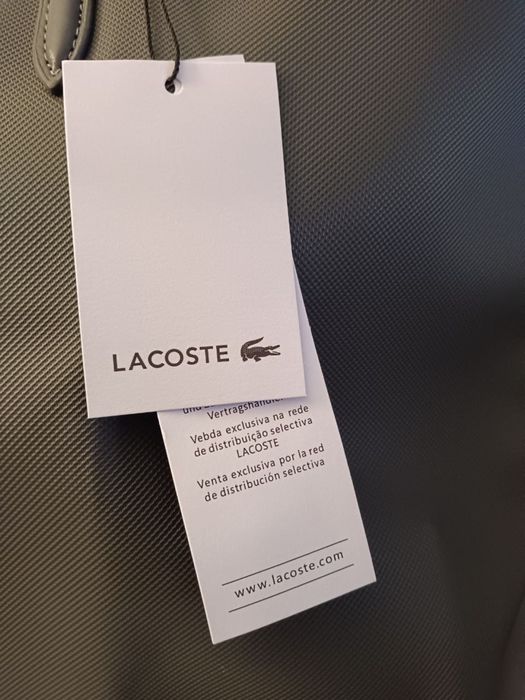 LACOSTE
Vertragshändler
Vebda exclusiva na rede
de distribuição selectiva
LACOSTE
Venta exclusiva por la red
de distribución selectiva
www.lacoste.com